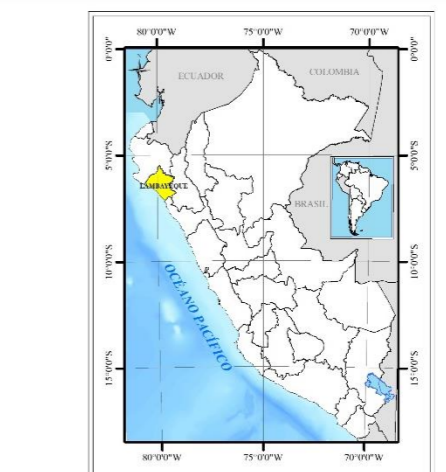 80°0'0"W 75°0'0"W 70°0'0"W
0°0'0" 0°0'0"
ECUADOR
COLOMBIA
5°0'0"S 5°0'0"S
LAMBAYEQUE
BRASIL
10°0'0"S 10°0'0"S
OCÉANO PACÍFICO
15°0'0"S 15°0'0"S
80°0'0"W 75°0'0"W 70°0'0"W